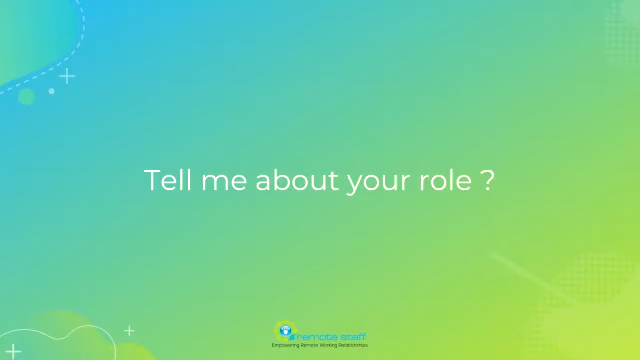 Tell me about your role ?
remote staff
Empowering Remote Working Relationships